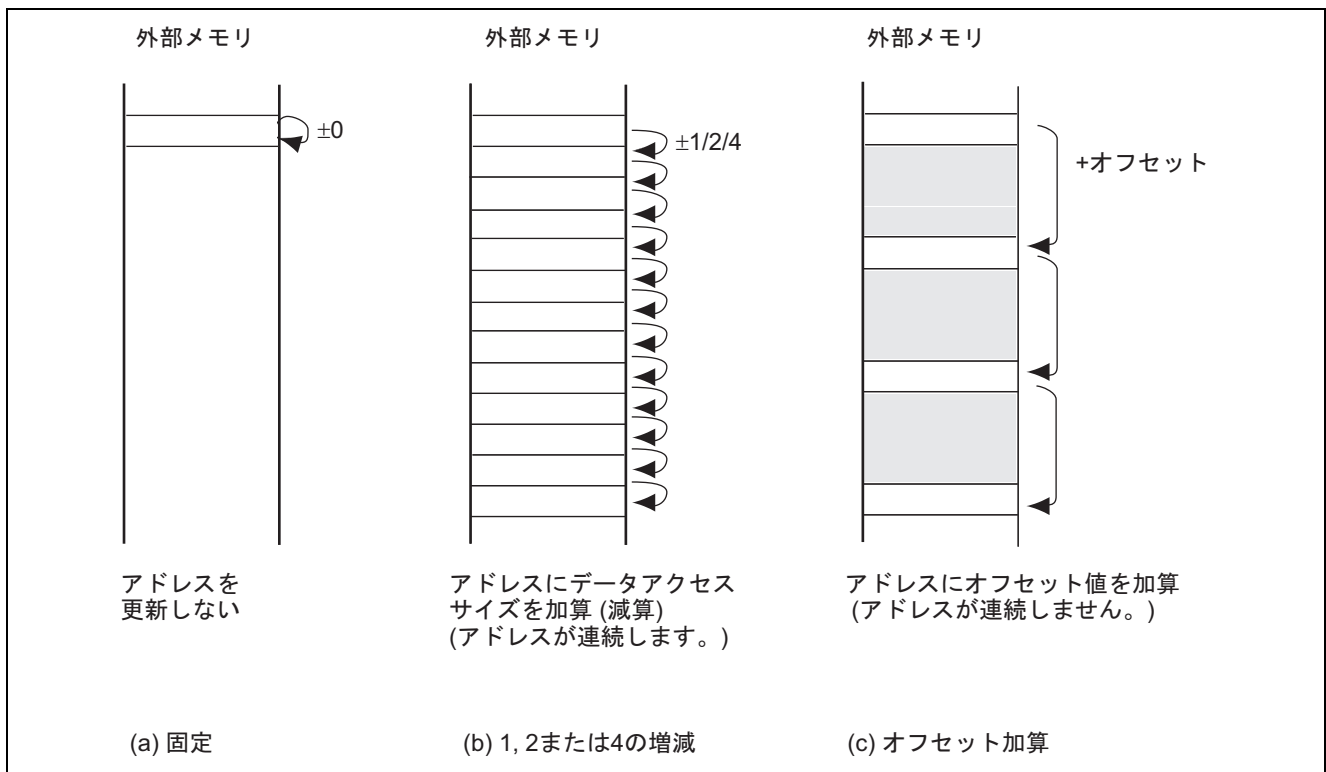 外部メモリ
外部メモリ
外部メモリ
±0
±1/2/4
+オフセット
アドレスを
更新しない
アドレスにデータアクセス
サイズを加算 (減算)
(アドレスが連続します。)
アドレスにオフセット値を加算
(アドレスが連続しません。)
(a) 固定
(b) 1, 2または4の増減
(c) オフセット加算